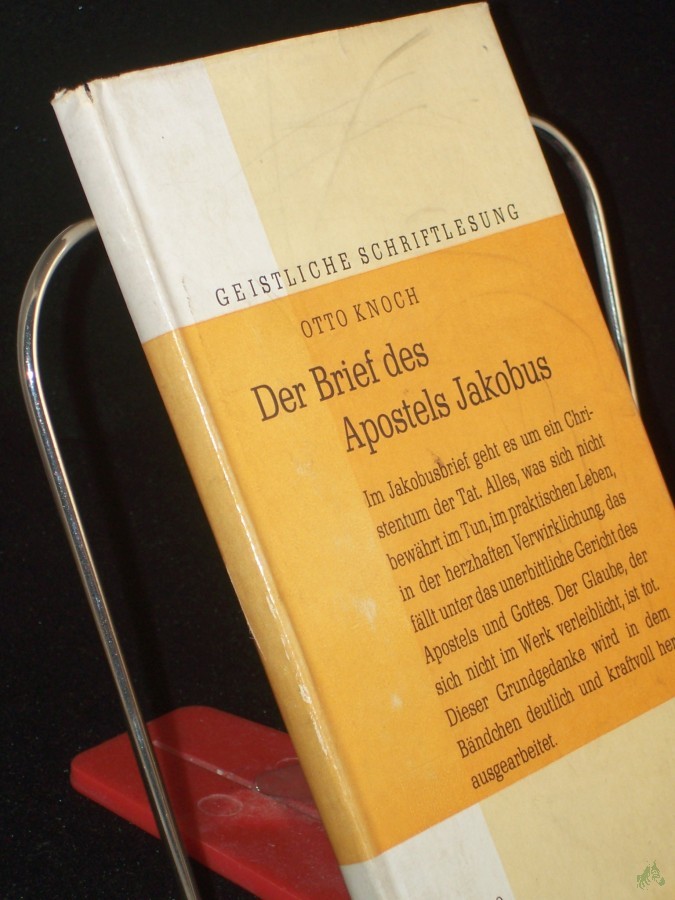 GEISTLICHE SCHRIFTLESUNG
OTTO KNOCH
Der Brief des
Apostels Jakobus
Im Jakobusbrief geht es um ein Chri-
stentum der Tat. Alles, was sich nicht
bewährt im Tun, im praktischen Leben,
in der herzhaften Verwirklichung, das
fällt unter das unerbittliche Gericht des
Apostels und Gottes. Der Glaube, der
sich nicht im Werk verleiblicht, ist tot.
Dieser Grundgedanke wird in dem
Bändchen deutlich und kraftvoll her
ausgearbeitet.